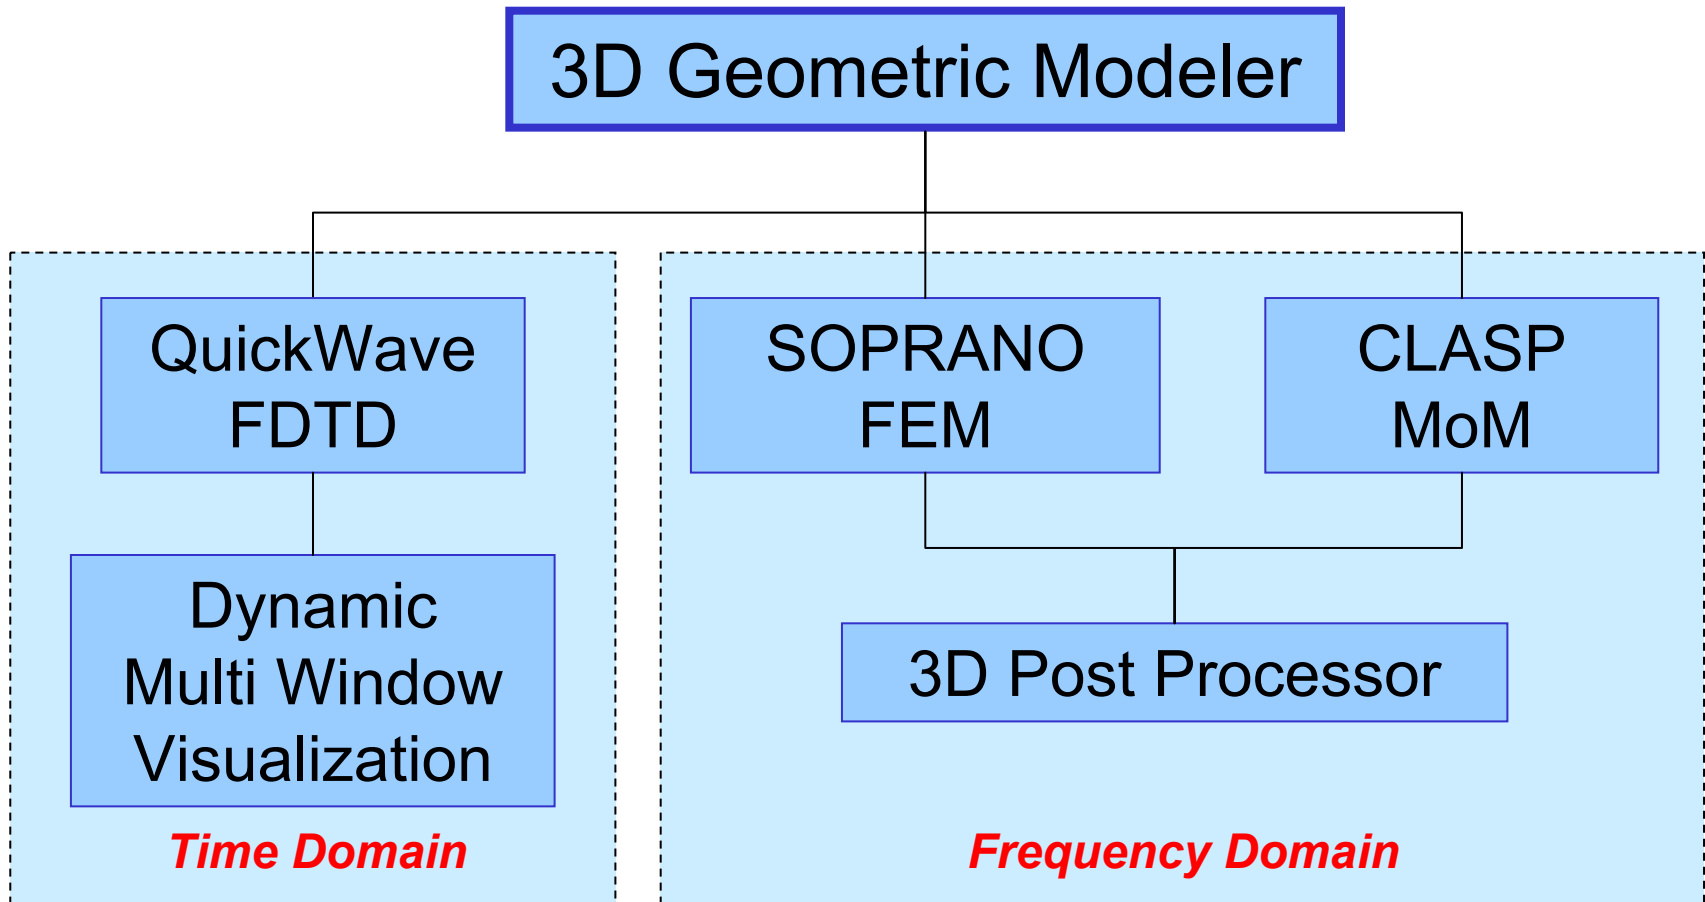 3D Geometric Modeler
QuickWave
FDTD
SOPRANO
FEM
CLASP
MoM
Dynamic
Multi Window
Visualization
3D Post Processor
Time Domain
Frequency Domain